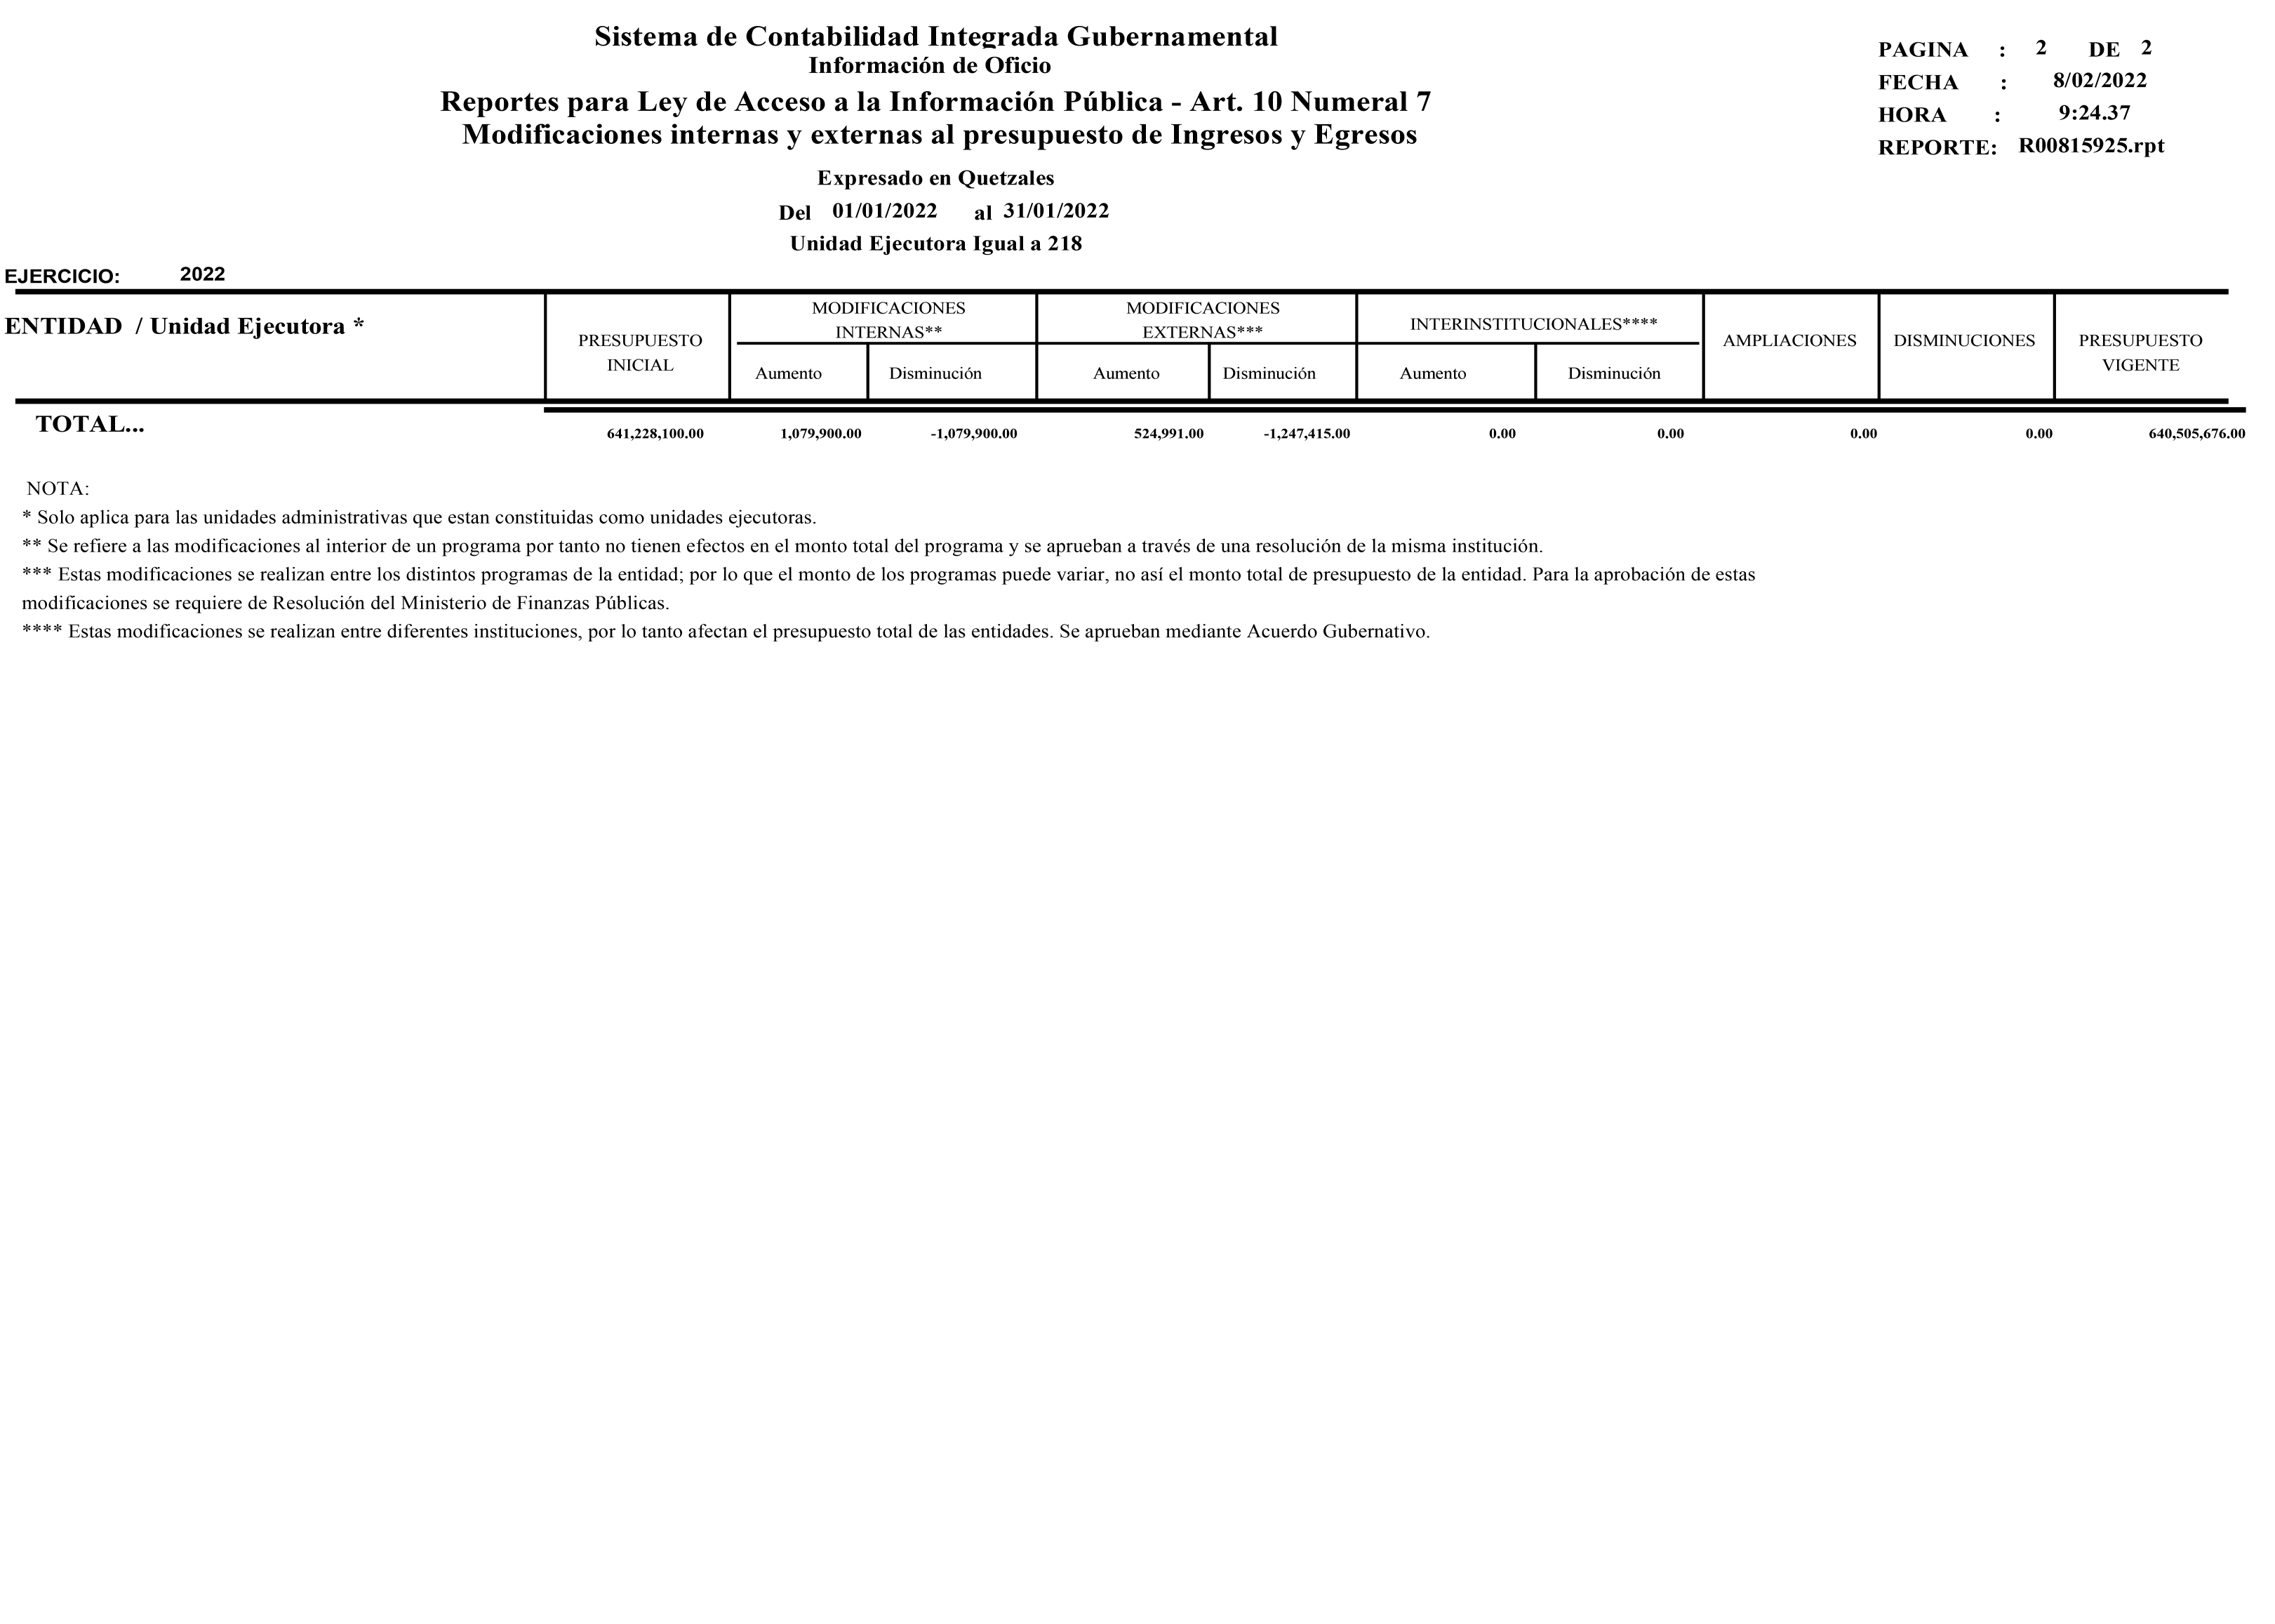 Sistema de Contabilidad Integrada Gubernamental
Información de Oficio
Reportes para Ley de Acceso a la Información Pública - Art. 10 Numeral 7
Modificaciones internas y externas al presupuesto de Ingresos y Egresos
Expresado en Quetzales
Del 01/01/2022 al 31/01/2022
Unidad Ejecutora Igual a 218
PAGINA : 2 DE 2
FECHA : 8/02/2022
HORA : 9:24.37
REPORTE: R00815925.rpt
EJERCICIO: 2022
ENTIDAD / Unidad Ejecutora *
PRESUPUESTO
INICIAL
MODIFICACIONES
INTERNAS**
Aumento Disminución
MODIFICACIONES
EXTERNAS***
Aumento Disminución
INTERINSTITUCIONALES****
Aumento Disminución
AMPLIACIONES
DISMINUCIONES
PRESUPUESTO
VIGENTE
TOTAL... 641,228,100.00 1,079,900.00 -1,079,900.00 524,991.00 -1,247,415.00 0.00 0.00 0.00 0.00 640,505,676.00
NOTA:
* Solo aplica para las unidades administrativas que estan constituidas como unidades ejecutoras.
** Se refiere a las modificaciones al interior de un programa por tanto no tienen efectos en el monto total del programa y se aprueban a través de una resolución de la misma institución.
*** Estas modificaciones se realizan entre los distintos programas de la entidad; por lo que el monto de los programas puede variar, no así el monto total de presupuesto de la entidad. Para la aprobación de estas
modificaciones se requiere de Resolución del Ministerio de Finanzas Públicas.
**** Estas modificaciones se realizan entre diferentes instituciones, por lo tanto afectan el presupuesto total de las entidades. Se aprueban mediante Acuerdo Gubernativo.